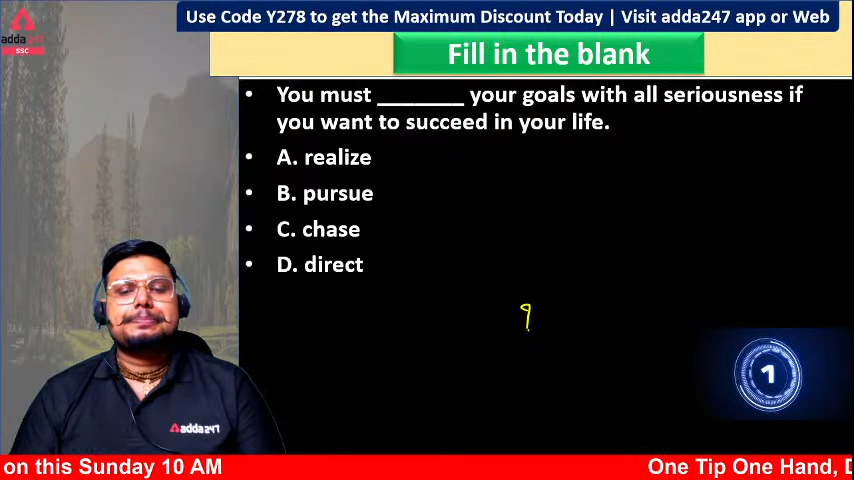 Use Code Y278 to get the Maximum Discount Today | Visit adda247 app or Web
adda247
SSC
Fill in the blank
• You must _______ your goals with all seriousness if
you want to succeed in your life.
• A. realize
• B. pursue
• C. chase
• D. direct
1
adda247
on this Sunday 10 AM
One Tip One Hand,